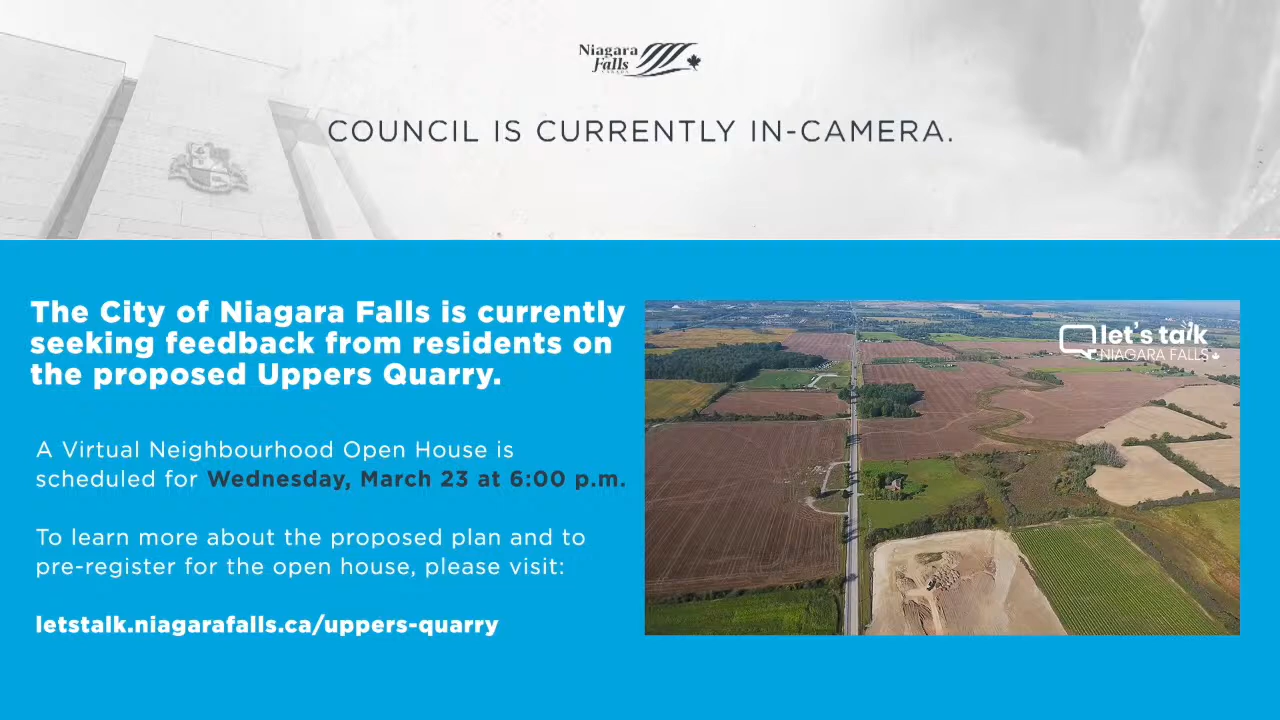 Niagara
Falls
CANADA
COUNCIL IS CURRENTLY IN-CAMERA.
The City of Niagara Falls is currently
seeking feedback from residents on
the proposed Uppers Quarry.
A Virtual Neighbourhood Open House is
scheduled for Wednesday, March 23 at 6:00 p.m.
To learn more about the proposed plan and to
pre-register for the open house, please visit:
letstalk.niagarafalls.ca/uppers-quarry
let's talk
NIAGARA FALLS